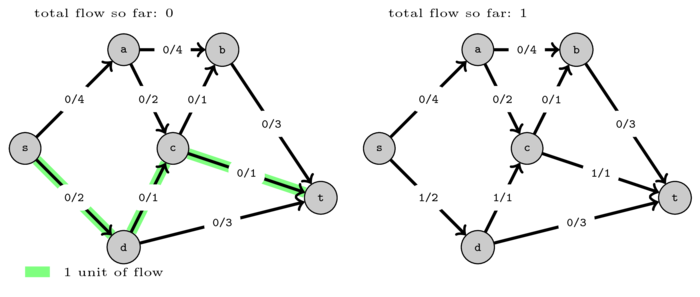 total flow so far: 0
a
0/4
b
0/4
0/2
0/1
0/3
s
c
0/1
0/2
0/1
t
0/3
d
1 unit of flow
total flow so far: 1
a
0/4
b
0/4
0/2
0/1
0/3
s
c
1/1
1/2
1/1
t
0/3
d